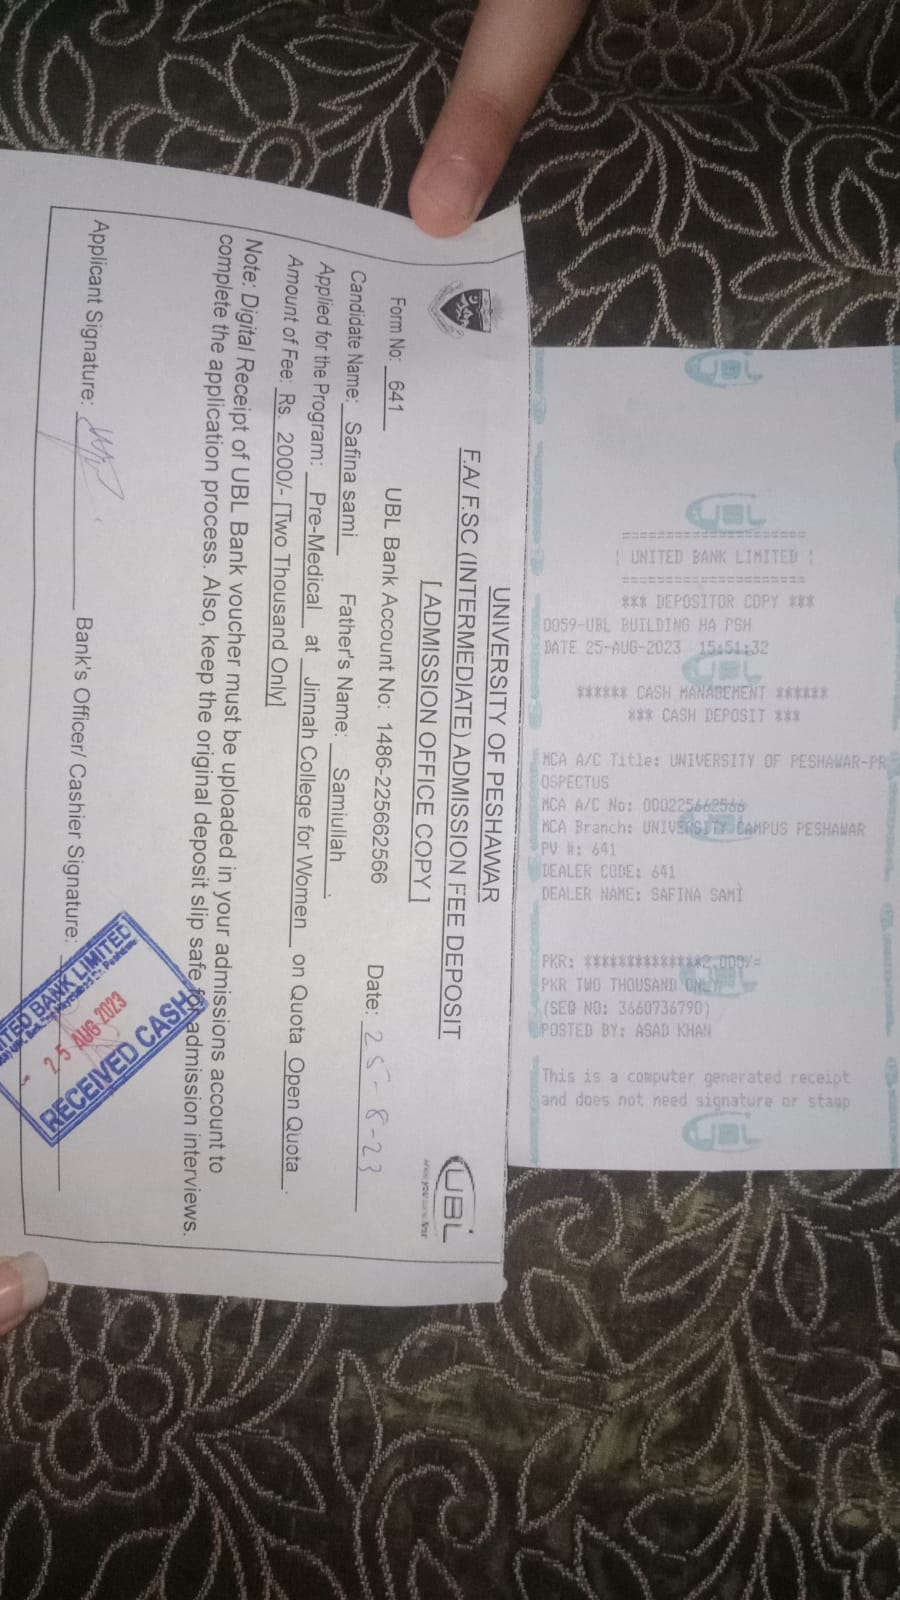 UNITED BANK LIMITED
*** DEPOSITOR COPY ***
0059-UBL BUILDING HA PSH
DATE 25-AUG-2023 15:51:32
****** CASH MANAGEMENT ******
*** CASH DEPOSIT ***
MCA A/C Title: UNIVERSITY OF PESHAWAR-PR
OSPECTUS
MCA A/C No: 000225662566
MCA Branch: UNIVERSITY CAMPUS PESHAWAR
PV #: 641
DEALER CODE: 641
DEALER NAME: SAFINA SAMI
PKR: **************2,000/=
PKR TWO THOUSAND ONLY
(SEQ NO: 3660736790)
POSTED BY: ASAD KHAN
This is a computer generated receipt
and does not need signature or stamp
UBL
UNIVERSITY OF PESHAWAR
F.A/ F.SC (INTERMEDIATE) ADMISSION FEE DEPOSIT
[ ADMISSION OFFICE COPY ]
UBL
where you come first
Form No: 641 UBL Bank Account No: 1486-225662566 Date: 25-8-23
Candidate Name: Safina sami Father's Name: Samiullah.
Applied for the Program: Pre-Medical at Jinnah College for Women on Quota Open Quota.
Amount of Fee: Rs. 2000/- [Two Thousand Only]
Note: Digital Receipt of UBL Bank voucher must be uploaded in your admissions account to
complete the application process. Also, keep the original deposit slip safe for admission interviews.
Applicant Signature: Bank's Officer/ Cashier Signature:
UNITED BANK LIMITED
25 AUG 2023
RECEIVED CASH